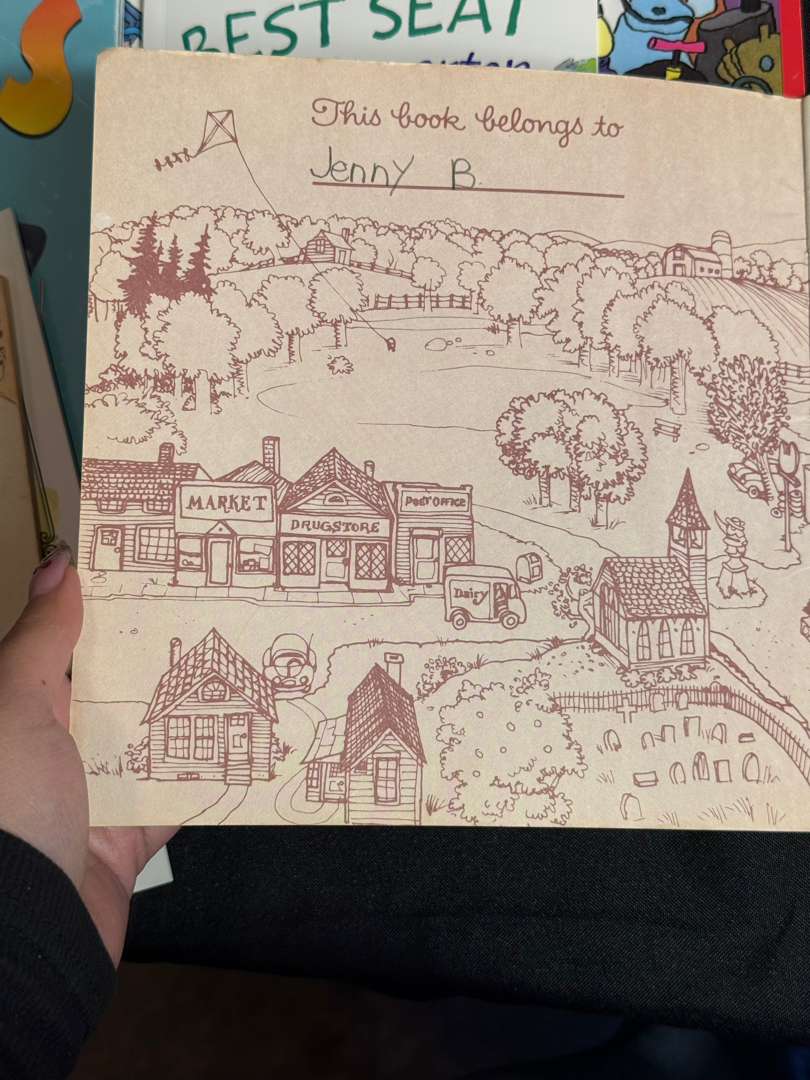 BEST SEAT
This book belongs to
Jenny B.
MARKET
DRUGSTORE
POST OFFICE
Dairy